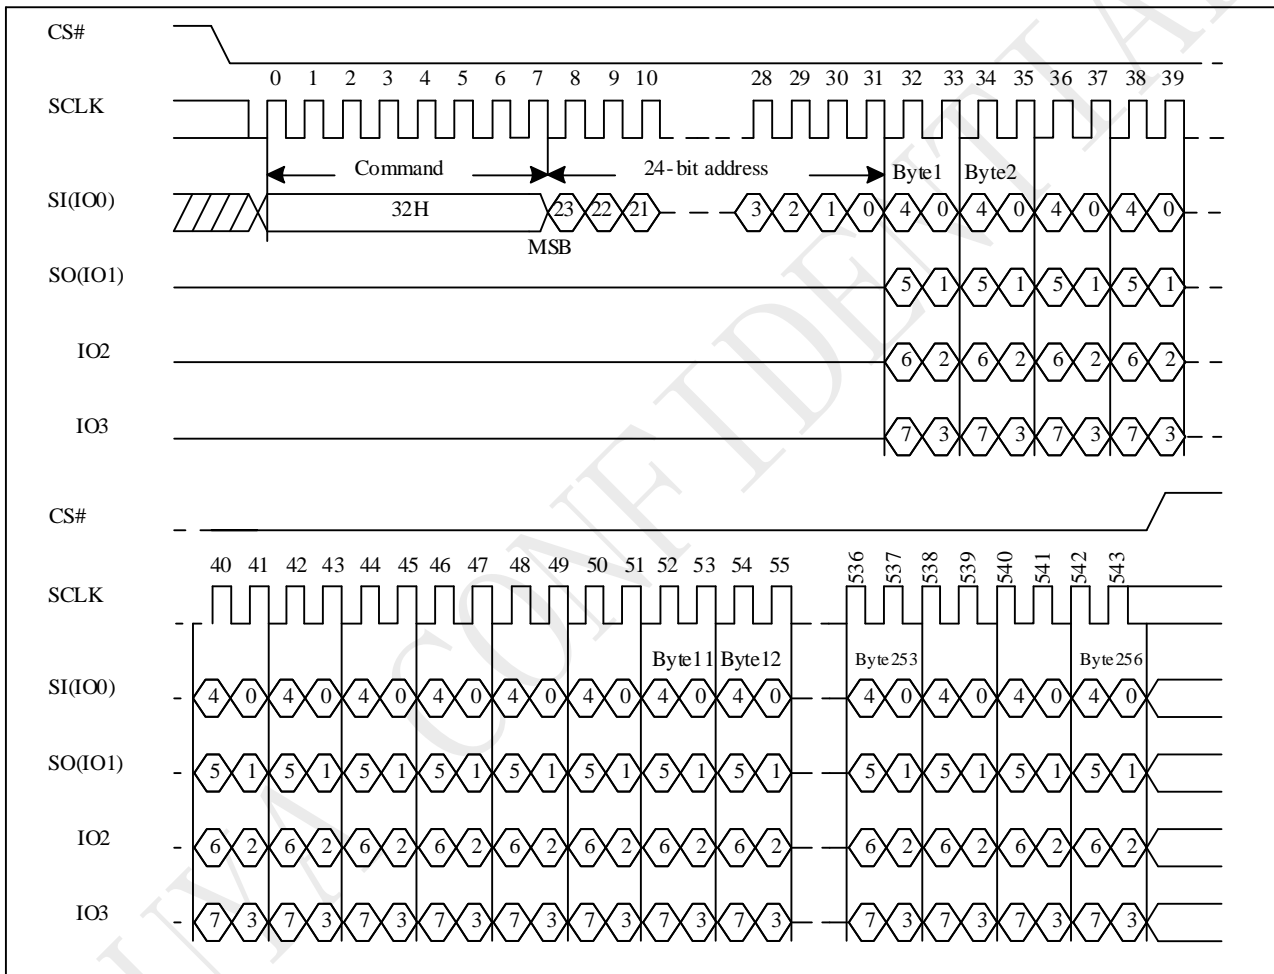 CS#
0 1 2 3 4 5 6 7 8 9 10 28 29 30 31 32 33 34 35 36 37 38 39
SCLK
Command 24-bit address Byte1 Byte2
SI(IO0) 32H 23 22 21 3 2 1 0 4 0 4 0 4 0 4 0
MSB
SO(IO1) 5 1 5 1 5 1 5 1
IO2 6 2 6 2 6 2 6 2
IO3 7 3 7 3 7 3 7 3
CS#
40 41 42 43 44 45 46 47 48 49 50 51 52 53 54 55 536 537 538 539 540 541 542 543
SCLK
Byte11 Byte12 Byte253 Byte256
SI(IO0) 4 0 4 0 4 0 4 0 4 0 4 0 4 0 4 0 4 0 4 0 4 0 4 0
SO(IO1) 5 1 5 1 5 1 5 1 5 1 5 1 5 1 5 1 5 1 5 1 5 1 5 1
IO2 6 2 6 2 6 2 6 2 6 2 6 2 6 2 6 2 6 2 6 2 6 2 6 2
IO3 7 3 7 3 7 3 7 3 7 3 7 3 7 3 7 3 7 3 7 3 7 3 7 3
CONFIDENTIAL